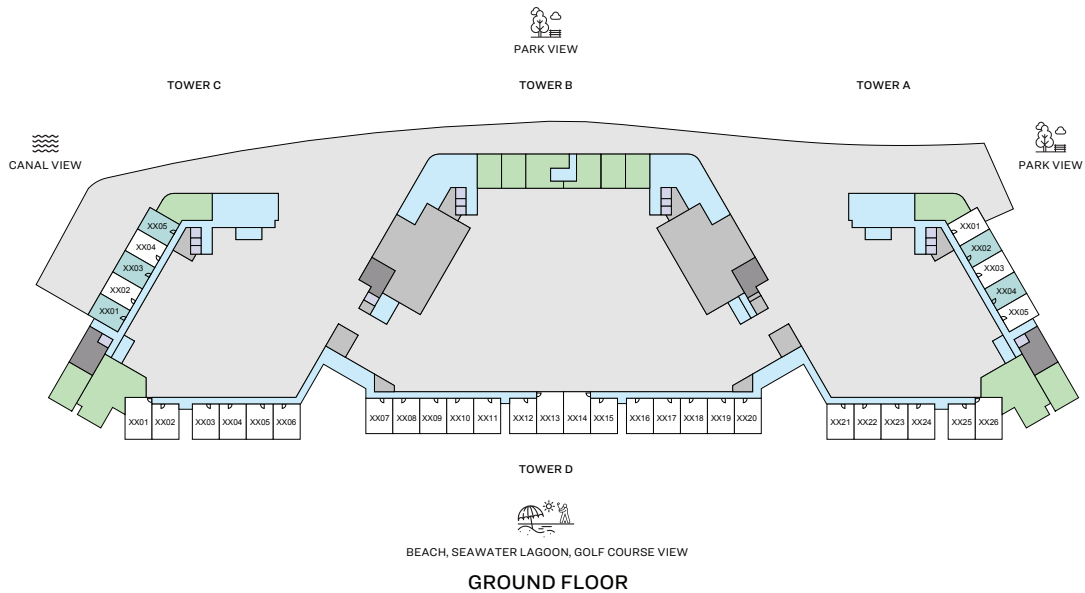 PARK VIEW
TOWER C
TOWER B
TOWER A
CANAL VIEW
PARK VIEW
XX05
XX04
XX03
XX02
XX01
XX01
XX02
XX03
XX04
XX05
XX01 XX02 XX03 XX04 XX05 XX06 XX07 XX08 XX09 XX10 XX11 XX12 XX13 XX14 XX15 XX16 XX17 XX18 XX19 XX20 XX21 XX22 XX23 XX24 XX25 XX26
TOWER D
BEACH, SEAWATER LAGOON, GOLF COURSE VIEW
GROUND FLOOR